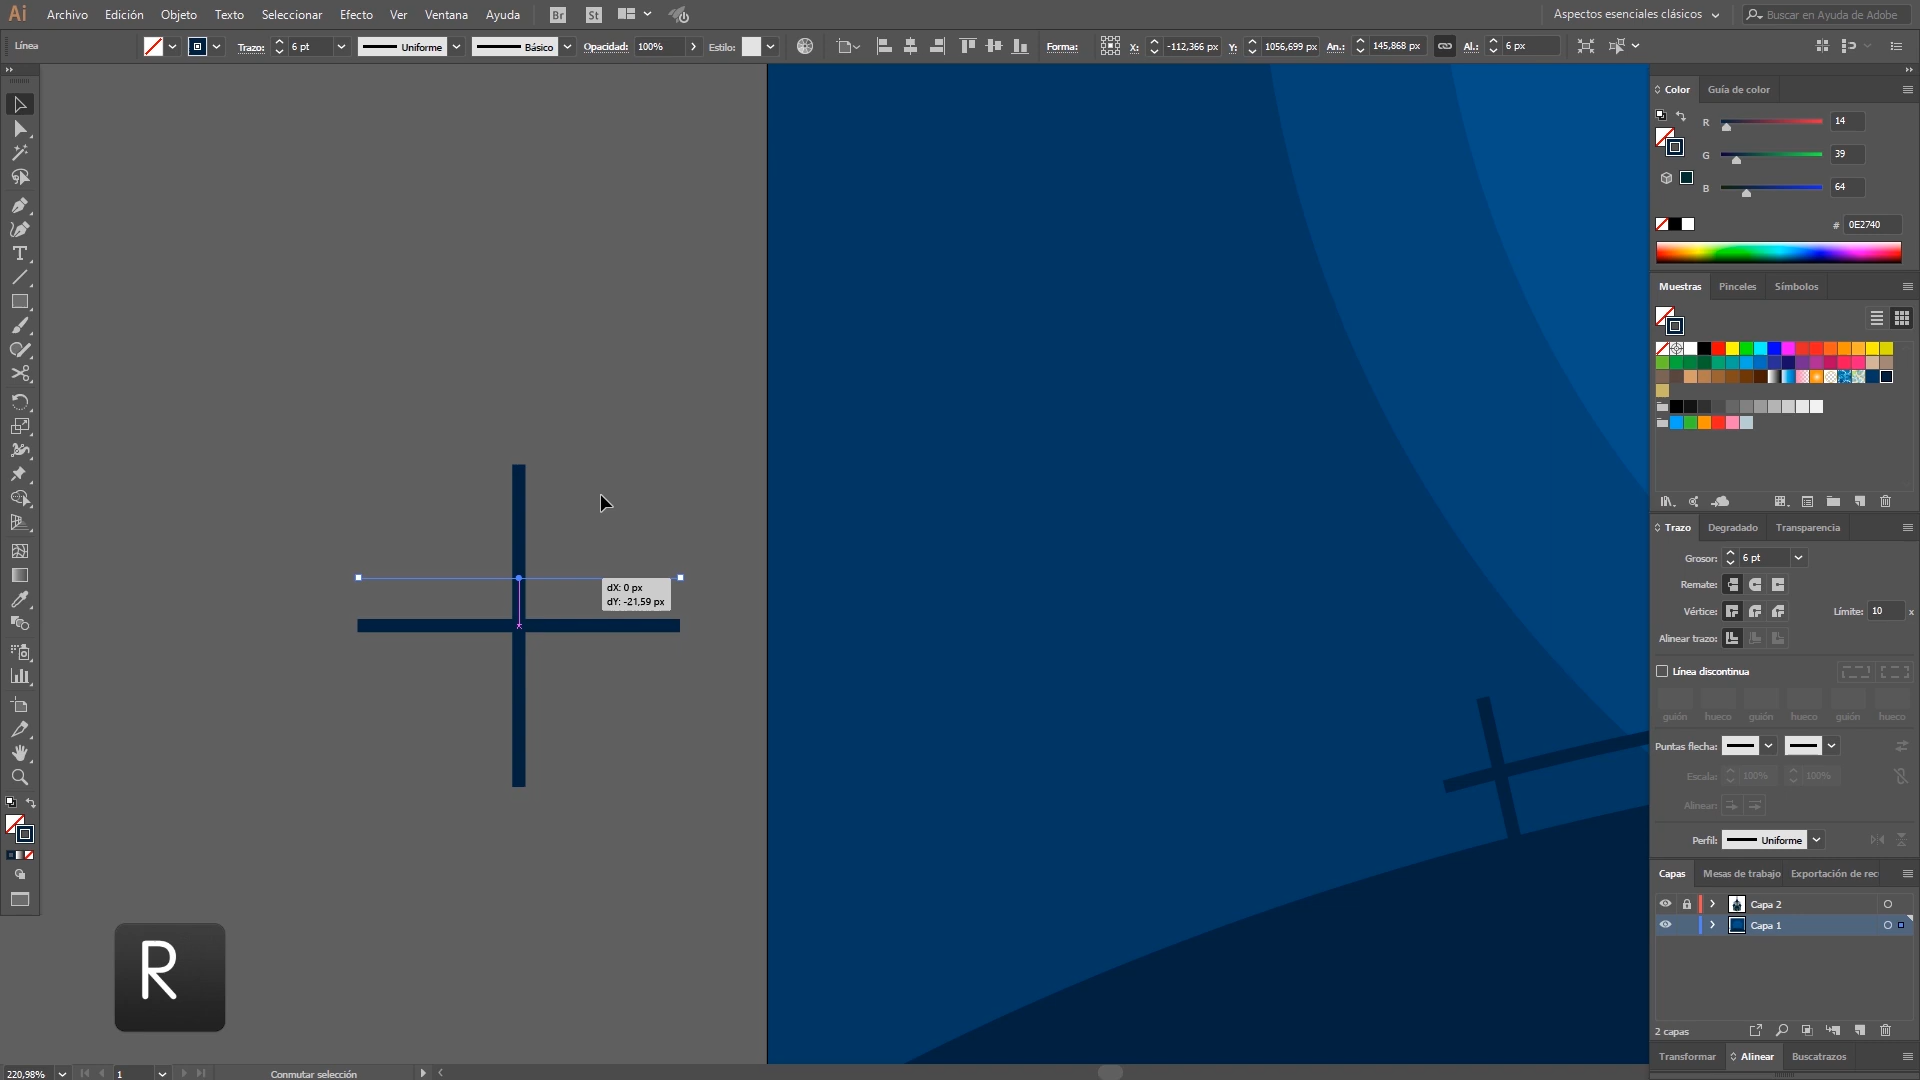 Ai Archivo Edición Objeto Texto Seleccionar Efecto Ver Ventana Ayuda Br St Aspectos esenciales clásicos Buscar en Ayuda de Adobe
Línea Trazo: 6 pt Uniforme Básico Opacidad: 100% Estilo: Forma: X: -112,366 px Y: 1056,699 px An.: 145,868 px Al.: 6 px
Color Guía de color
R 14
G 39
B 64
# 0E2740
Muestras Pinceles Símbolos
Trazo Degradado Transparencia
Grosor: 6 pt
Remate:
Vértice: Límite: 10 x
Alinear trazo:
Línea discontinua
guión hueco guión hueco guión hueco
Puntas flecha:
Escala: 100% 100%
Alinear:
Perfil: Uniforme
Capas Mesas de trabajo Exportación de rec
Capa 2
Capa 1
2 capas
Transformar Alinear Buscatrazos
dX: 0 px
dY: -21,59 px
R
220,98% 1 Conmutar selección